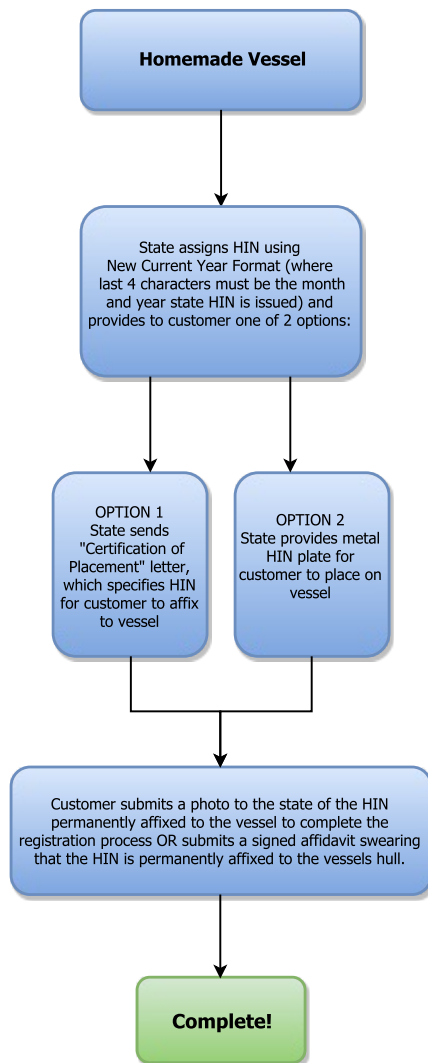 Homemade Vessel
State assigns HIN using
New Current Year Format (where
last 4 characters must be the month
and year state HIN is issued) and
provides to customer one of 2 options:
OPTION 1
State sends
"Certification of
Placement" letter,
which specifies HIN
for customer to affix
to vessel
OPTION 2
State provides metal
HIN plate for
customer to place on
vessel
Customer submits a photo to the state of the HIN
permanently affixed to the vessel to complete the
registration process OR submits a signed affidavit swearing
that the HIN is permanently affixed to the vessels hull.
Complete!